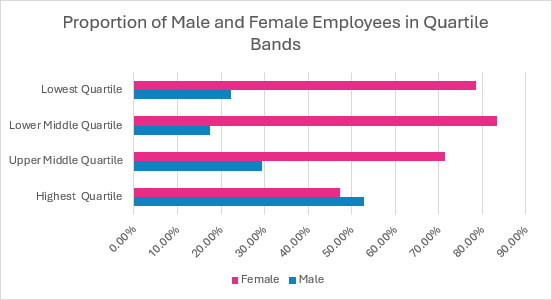 Proportion of Male and Female Employees in Quartile
Bands
Lowest Quartile
Lower Middle Quartile
Upper Middle Quartile
Highest  Quartile
0.00%
10.00%
20.00%
30.00%
40.00%
50.00%
60.00%
70.00%
80.00%
90.00%
Female Male